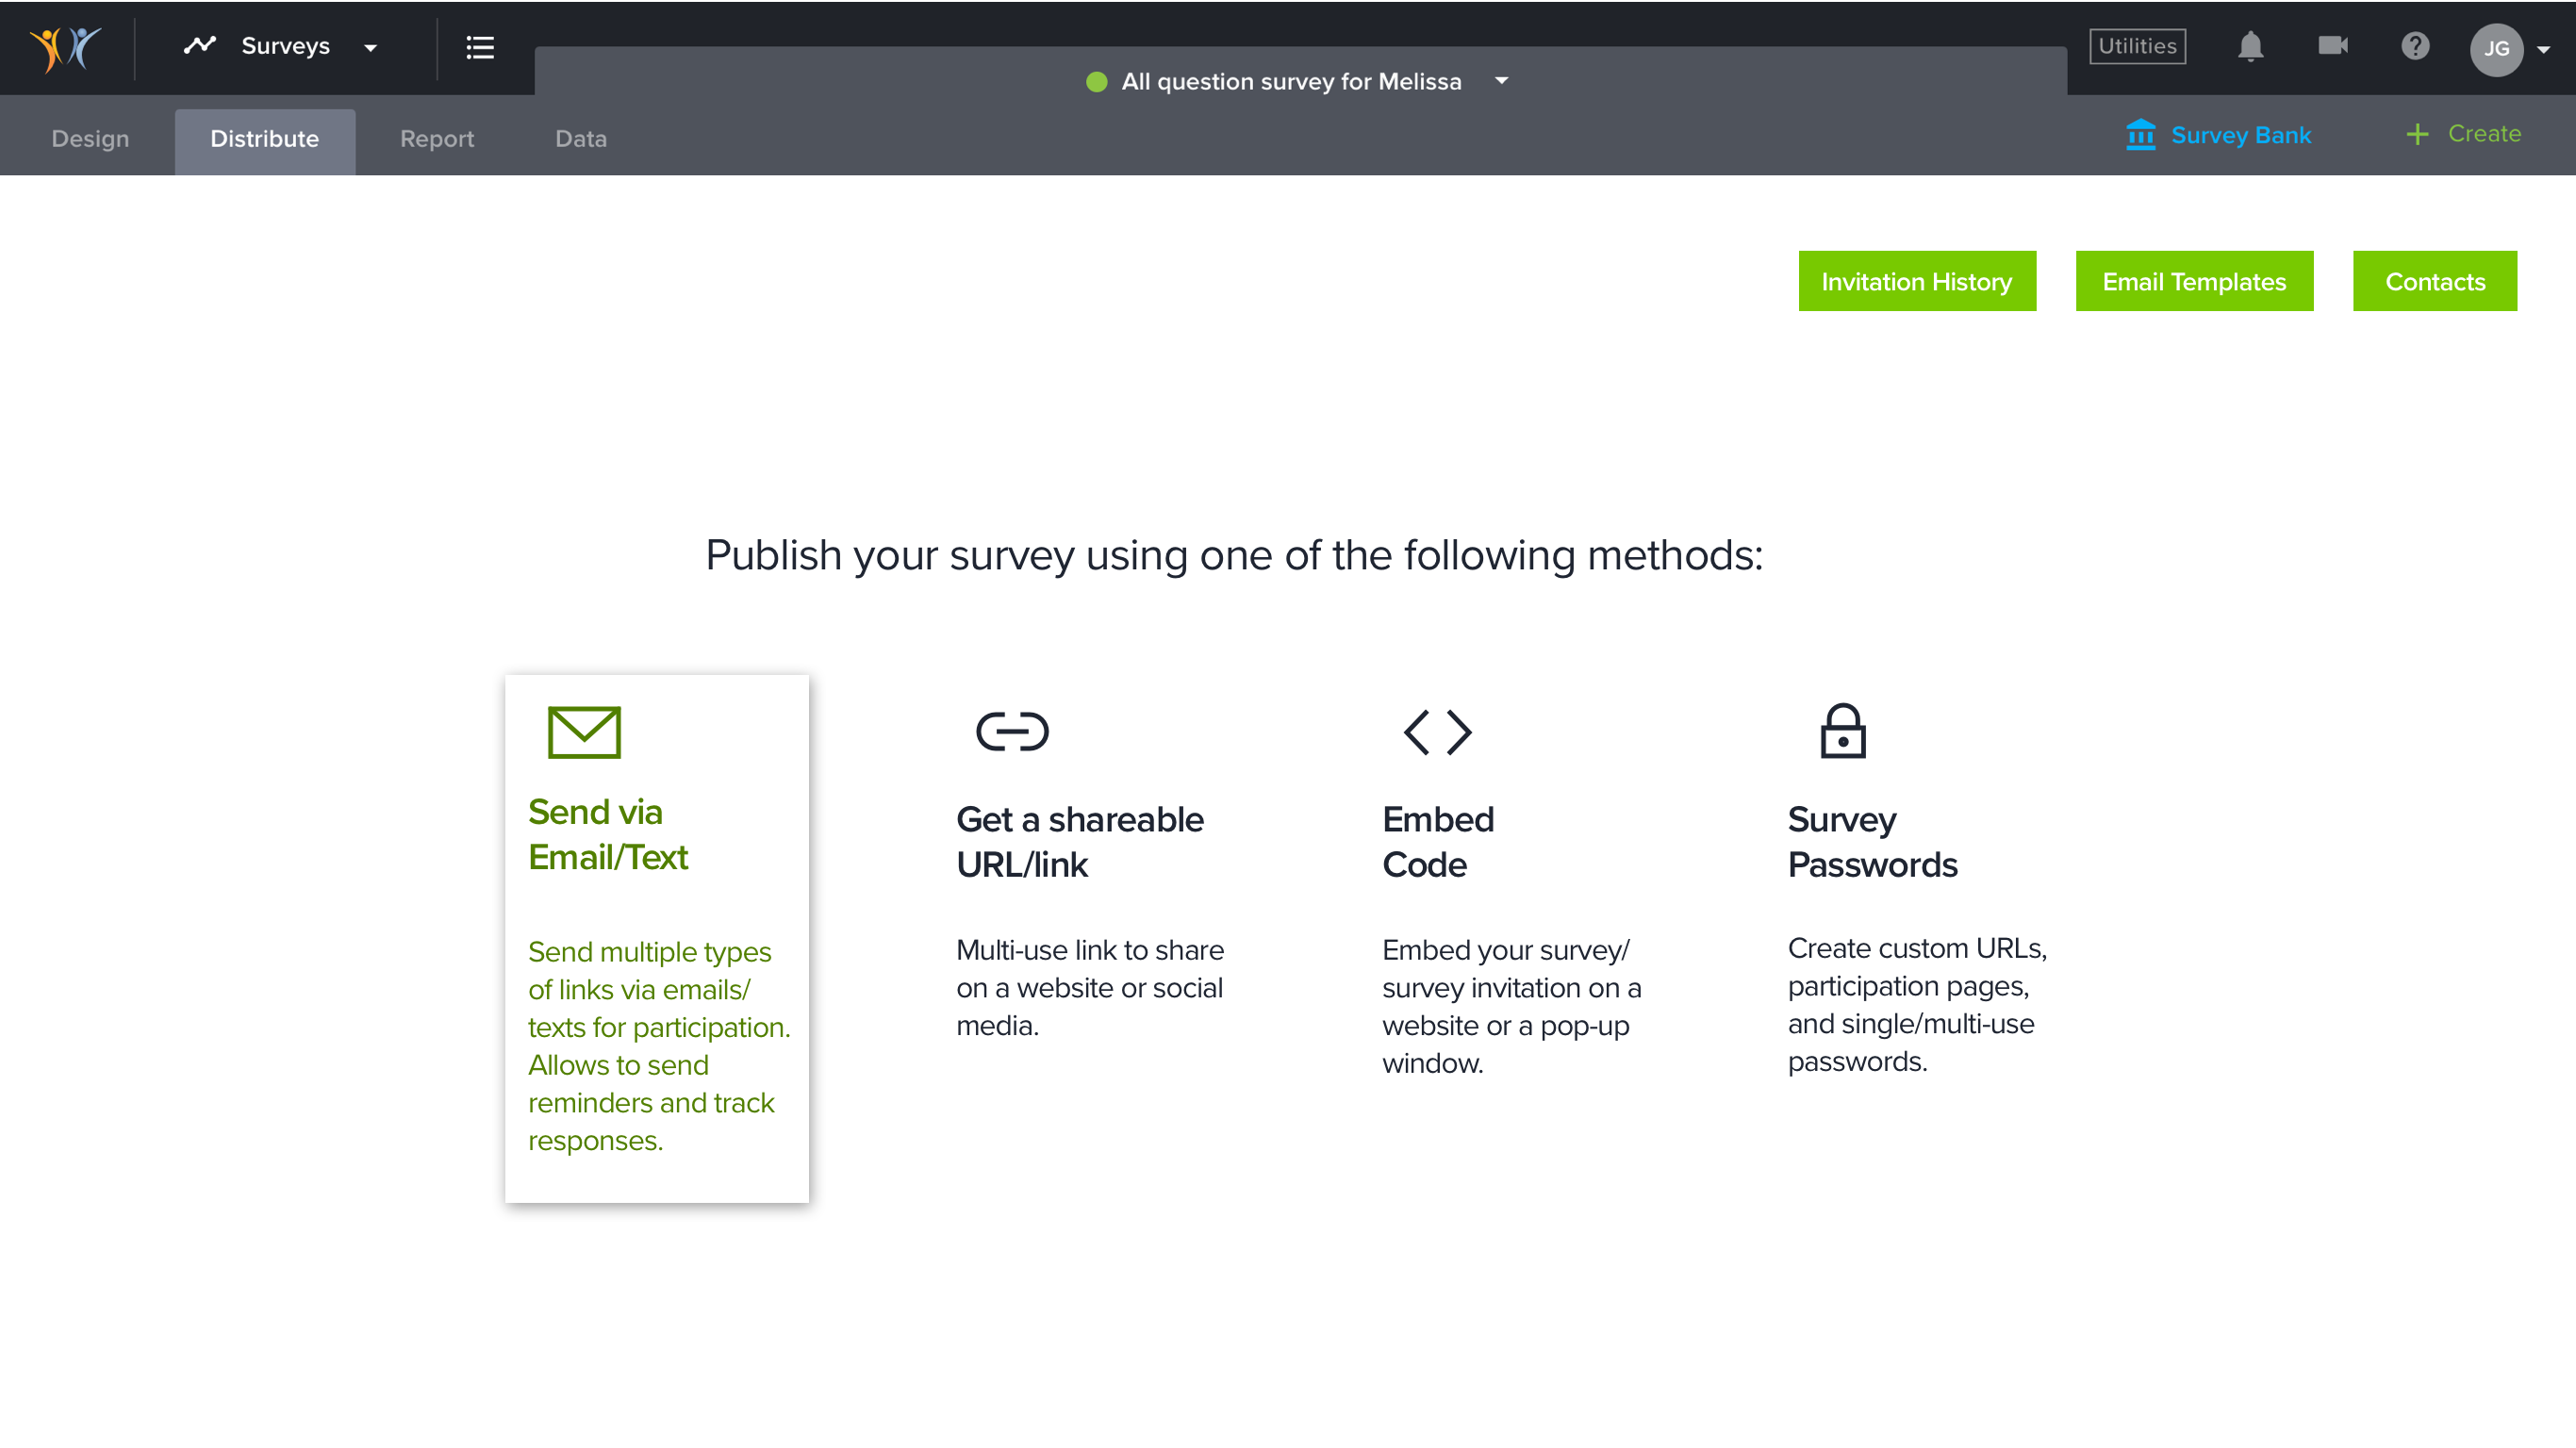 Surveys
All question survey for Melissa
Utilities
JG
Design
Distribute
Report
Data
Survey Bank
Create
Invitation History
Email Templates
Contacts
Publish your survey using one of the following methods:
Send via
Email/Text
Send multiple types
of links via emails/
texts for participation.
Allows to send
reminders and track
responses.
Get a shareable
URL/link
Multi-use link to share
on a website or social
media.
Embed
Code
Embed your survey/
survey invitation on a
website or a pop-up
window.
Survey
Passwords
Create custom URLs,
participation pages,
and single/multi-use
passwords.